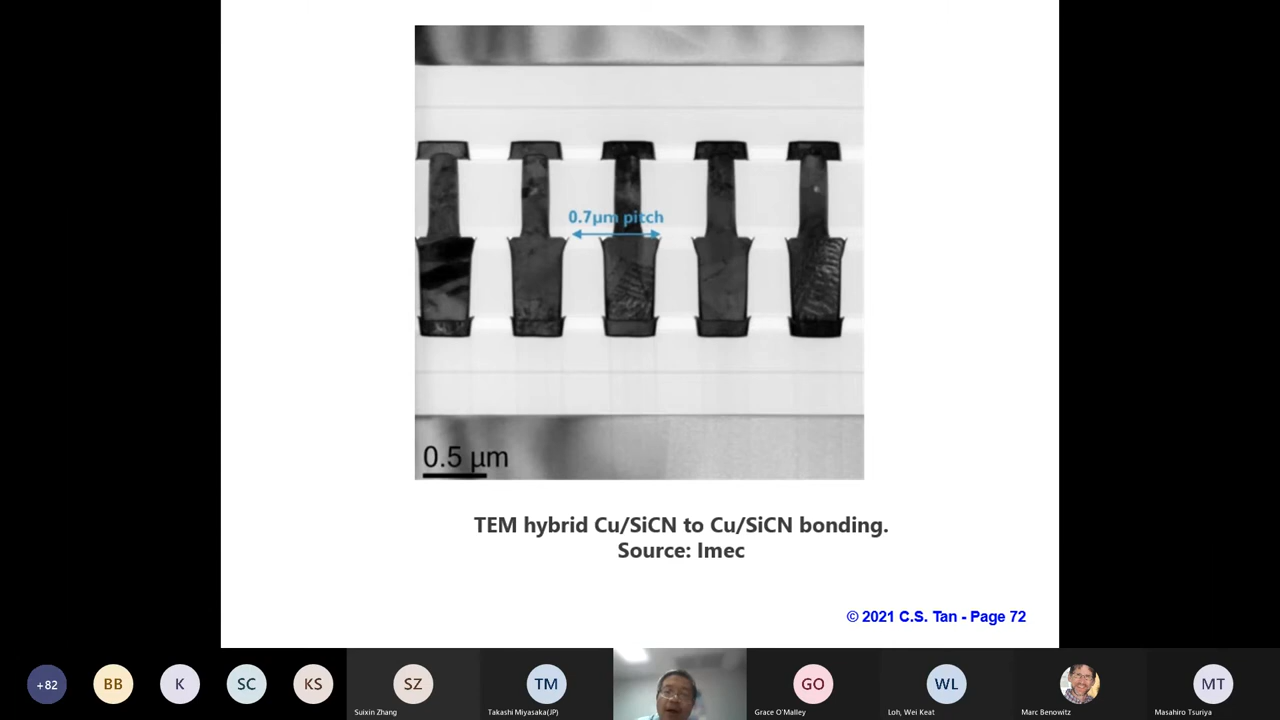 0.7µm pitch
0.5 µm
TEM hybrid Cu/SiCN to Cu/SiCN bonding.
Source: Imec
© 2021 C.S. Tan - Page 72
+82
BB
K
SC
KS
SZ
TM
GO
WL
MT
Suixin Zhang
Takashi Miyasaka(JP)
Grace O'Malley
Loh, Wei Keat
Marc Benowitz
Masahiro Tsuriya